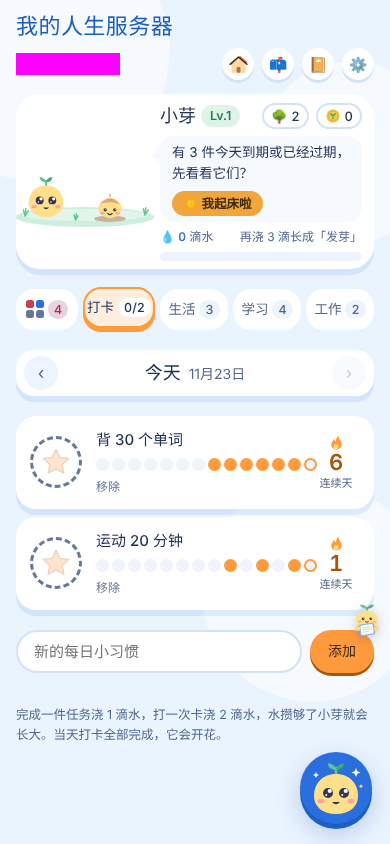 我的人生服务器
小芽 Lv.1 2 0
有 3 件今天到期或已经过期，
先看看它们?
我起床啦
0 滴水 再浇 3 滴长成「发芽」
4 打卡 0/2 生活 3 学习 4 工作 2
‹ 今天 11月23日 ›
背 30 个单词
6
移除 连续天
运动 20 分钟
1
移除 连续天
新的每日小习惯 添加
完成一件任务浇 1 滴水，打一次卡浇 2 滴水，水攒够了小芽就会
长大。当天打卡全部完成，它会开花。